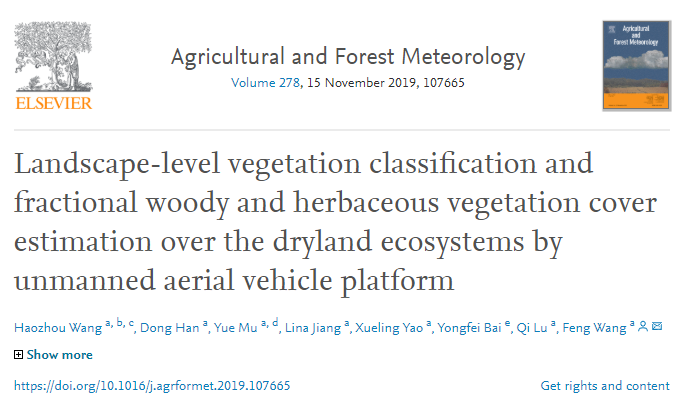 Agricultural and Forest Meteorology
Volume 278, 15 November 2019, 107665
ELSEVIER
Agricultural
and
Forest
Meteorology
Landscape-level vegetation classification and
fractional woody and herbaceous vegetation cover
estimation over the dryland ecosystems by
unmanned aerial vehicle platform
Haozhou Wang a, b, c, Dong Han a, Yue Mu a, d, Lina Jiang a, Xueling Yao a, Yongfei Bai e, Qi Lu a, Feng Wang a
Show more
https://doi.org/10.1016/j.agrformet.2019.107665
Get rights and content